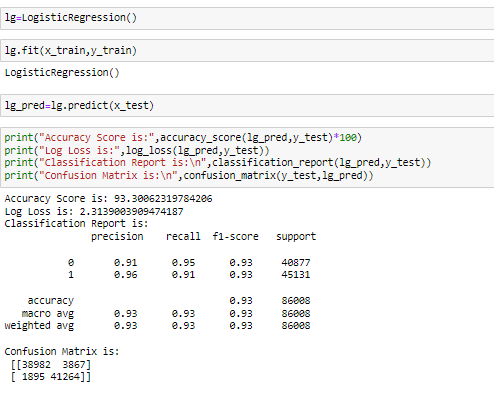 lg=LogisticRegression()
lg.fit(x_train,y_train)
LogisticRegression()
lg_pred=lg.predict(x_test)
print("Accuracy Score is:",accuracy_score(lg_pred,y_test)*100)
print("Log Loss is:",log_loss(lg_pred,y_test))
print("Classification Report is:\n",classification_report(lg_pred,y_test))
print("Confusion Matrix is:\n",confusion_matrix(y_test,lg_pred))
Accuracy Score is: 93.30062319784206
Log Loss is: 2.3139003909474187
Classification Report is:
precision recall f1-score support
0 0.91 0.95 0.93 40877
1 0.96 0.91 0.93 45131
accuracy 0.93 86008
macro avg 0.93 0.93 0.93 86008
weighted avg 0.93 0.93 0.93 86008
Confusion Matrix is:
[[38982 3867]
[ 1895 41264]]